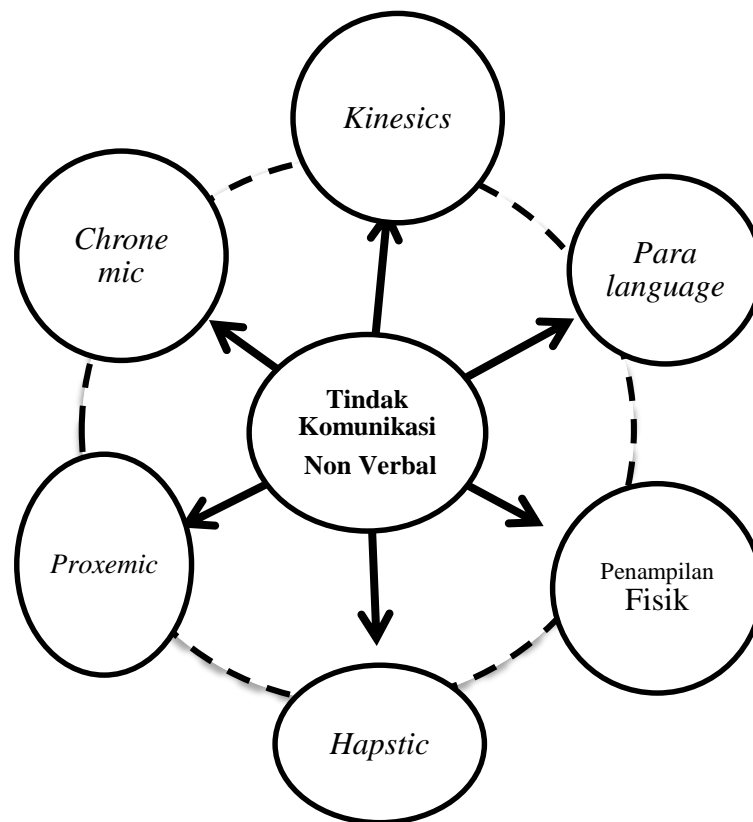 Kinesics
Chrone
mic
Para
language
Tindak
Komunikasi
Non Verbal
Proxemic
Penampilan
Fisik
Hapstic